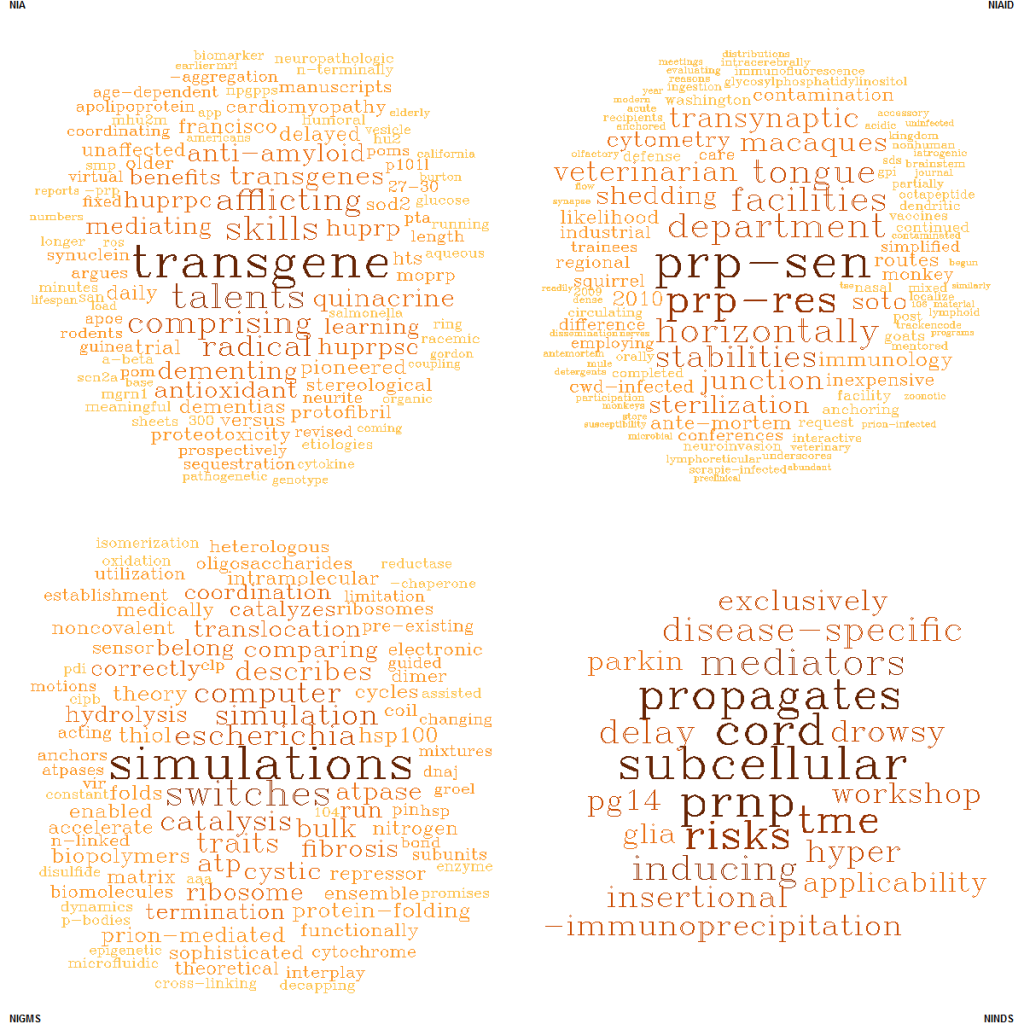 NIA
NIAID
biomarker
neuropathologic
earlier mri
n-terminally
-aggregation
manuscripts
age-dependent npgpps
apolipoprotein app cardiomyopathy
mhu2m humoral elderly
coordinating francisco delayed vesicle
americans hu2
unaffected anti-amyloid poms california
smp older p101l
virtual benefits transgenes burton
reports -prp 27-30
fixed huprpc afflicting sod2 glucose
numbers mediating skills huprp pta running
length
longer ros
synuclein transgene hts aqueous
argues moprp
minutes daily talents quinacrine
lifespan san
load salmonella
apoe comprising learning ring
rodents racemic
guinea trial radical huprpsc gordon
a-beta coupling
pom dementing pioneered
scn2a base antioxidant stereological
mgrn1 neurite organic
meaningful dementias protofibril
sheets 300 versus coming
proteotoxicity revised
etiologies
prospectively
sequestration cytokine
pathogenetic genotype
distributions
meetings intracerebrally
evaluating immunofluorescence
reasons glycosylphosphatidylinositol
year ingestion contamination
modern washington
acute
recipients transynaptic accessory
anchored acidic uninfected
cytometry macaques kingdom
nonhuman
olfactory defense care sds iatrogenic
brainstem
veterinarian tongue gpi journal
flow partially
shedding facilities octapeptide
synapse dendritic
likelihood department vaccines
industrial continued
contaminated
trainees simplified
regional prp-sen routes begun
squirrel monkey
readily 2009 tse nasal mixed similarly
dense 2010 prp-res sotc localize
106 material
circulating post lymphoid
difference horizontally trackencode
dissemination nerves goats programs
employing mentored
antemortem orally stabilities immunology
mule
detergents completed junction inexpensive
cwd-infected
participation facility zoonotic
monkeys sterilization anchoring
store
susceptibility ante-mortem request prion-infected
microbial conferences interactive
neuroinvasion veterinary
lymphoreticular underscores
scrapie-infected abundant
preclinical
isomerization heterologous
oxidation oligosaccharides reductase
utilization intramolecular -chaperone
establishment coordination limitation
medically catalyzes ribosomes
noncovalent translocation pre-existing
sensor belong comparing electronic
pdi correctly clp describes guided
dimer
motions cipb theory computer cycles assisted
hydrolysis simulation coil changing
acting thiol escherichia hsp100
anchors simulations mixtures
atpases dnaj
vir
constant folds switches atpase groel
enabled 104 run pin hsp
accelerate catalysis bulk nitrogen
n-linked traits fibrosis bond
biopolymers atp subunits
disulfide matrix aaa cystic repressor enzyme
biomolecules ribosome ensemble promises
dynamics termination protein-folding
p-bodies
prion-mediated functionally
epigenetic sophisticated cytochrome
microfluidic theoretical interplay
cross-linking decapping
exclusively
disease-specific
parkin mediators
propagates
delay cord drowsy
subcellular
pg14 prnp workshop
glia risks tme
hyper
inducing applicability
insertional
-immunoprecipitation
NIGMS
NINDS